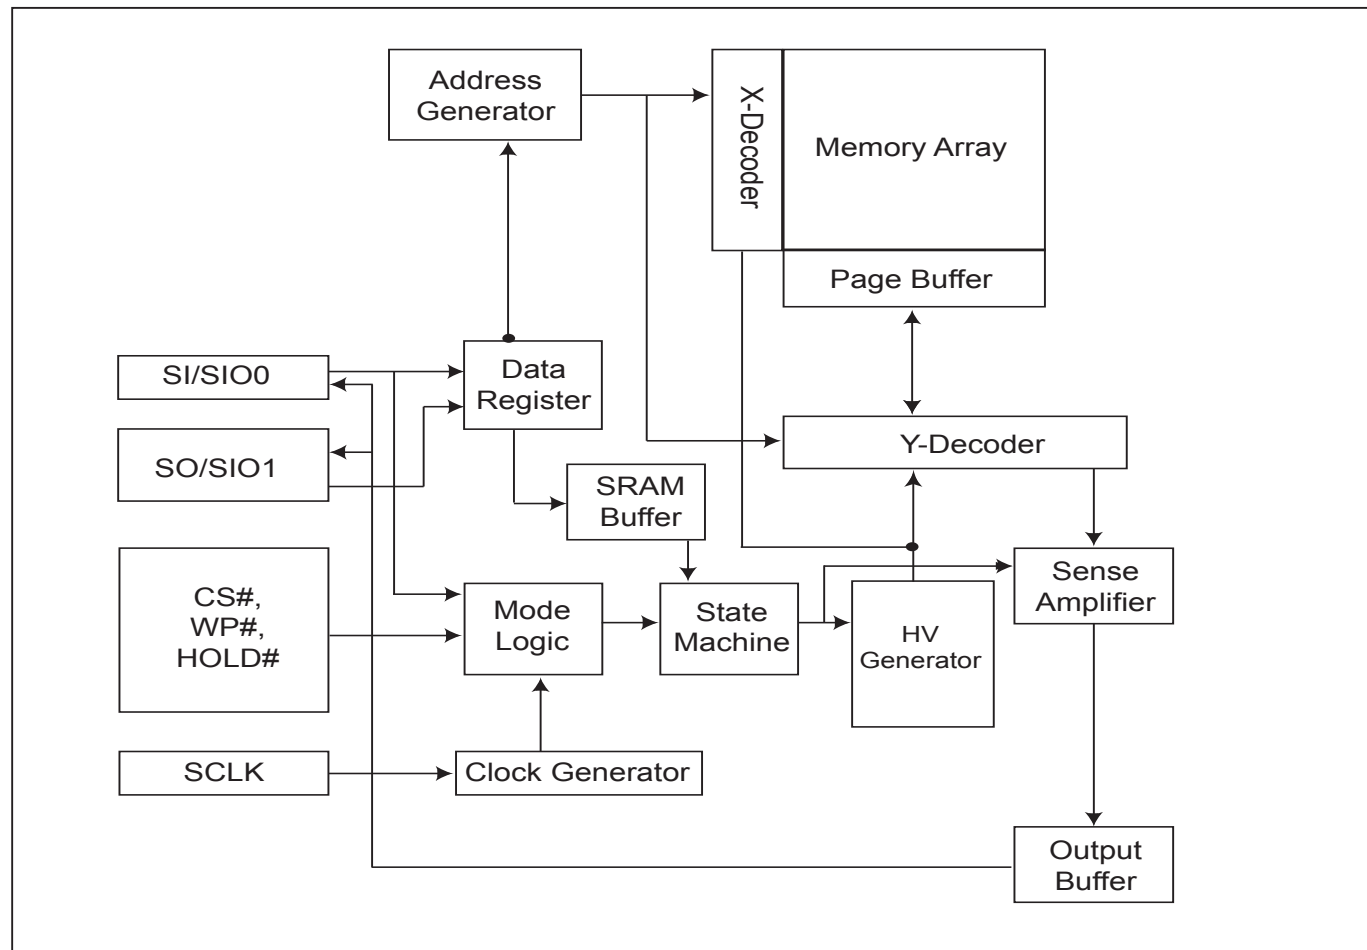 Address
Generator
X-Decoder
Memory Array
Page Buffer
SI/SIO0
Data
Register
SO/SIO1
Y-Decoder
SRAM
Buffer
CS#,
WP#,
HOLD#
Mode
Logic
State
Machine
HV
Generator
Sense
Amplifier
SCLK
Clock Generator
Output
Buffer